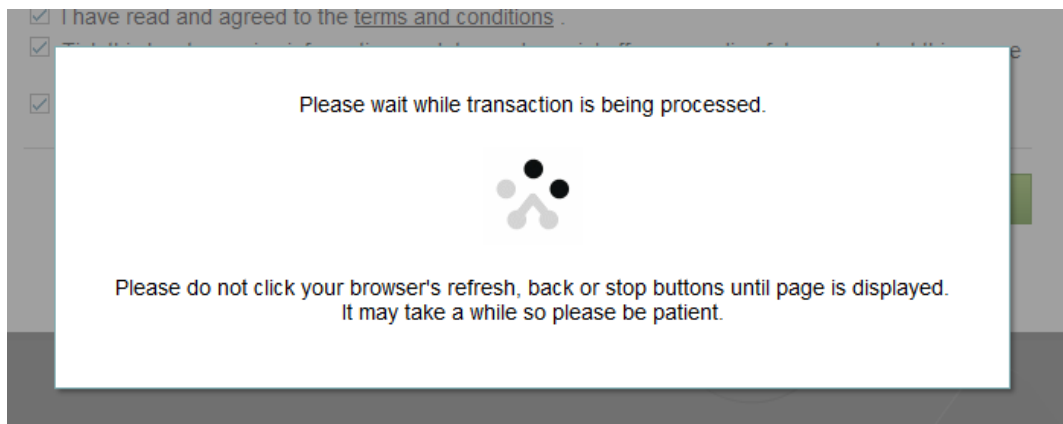 I have read and agreed to the terms and conditions .
e
Please wait while transaction is being processed.
Please do not click your browser's refresh, back or stop buttons until page is displayed.
It may take a while so please be patient.